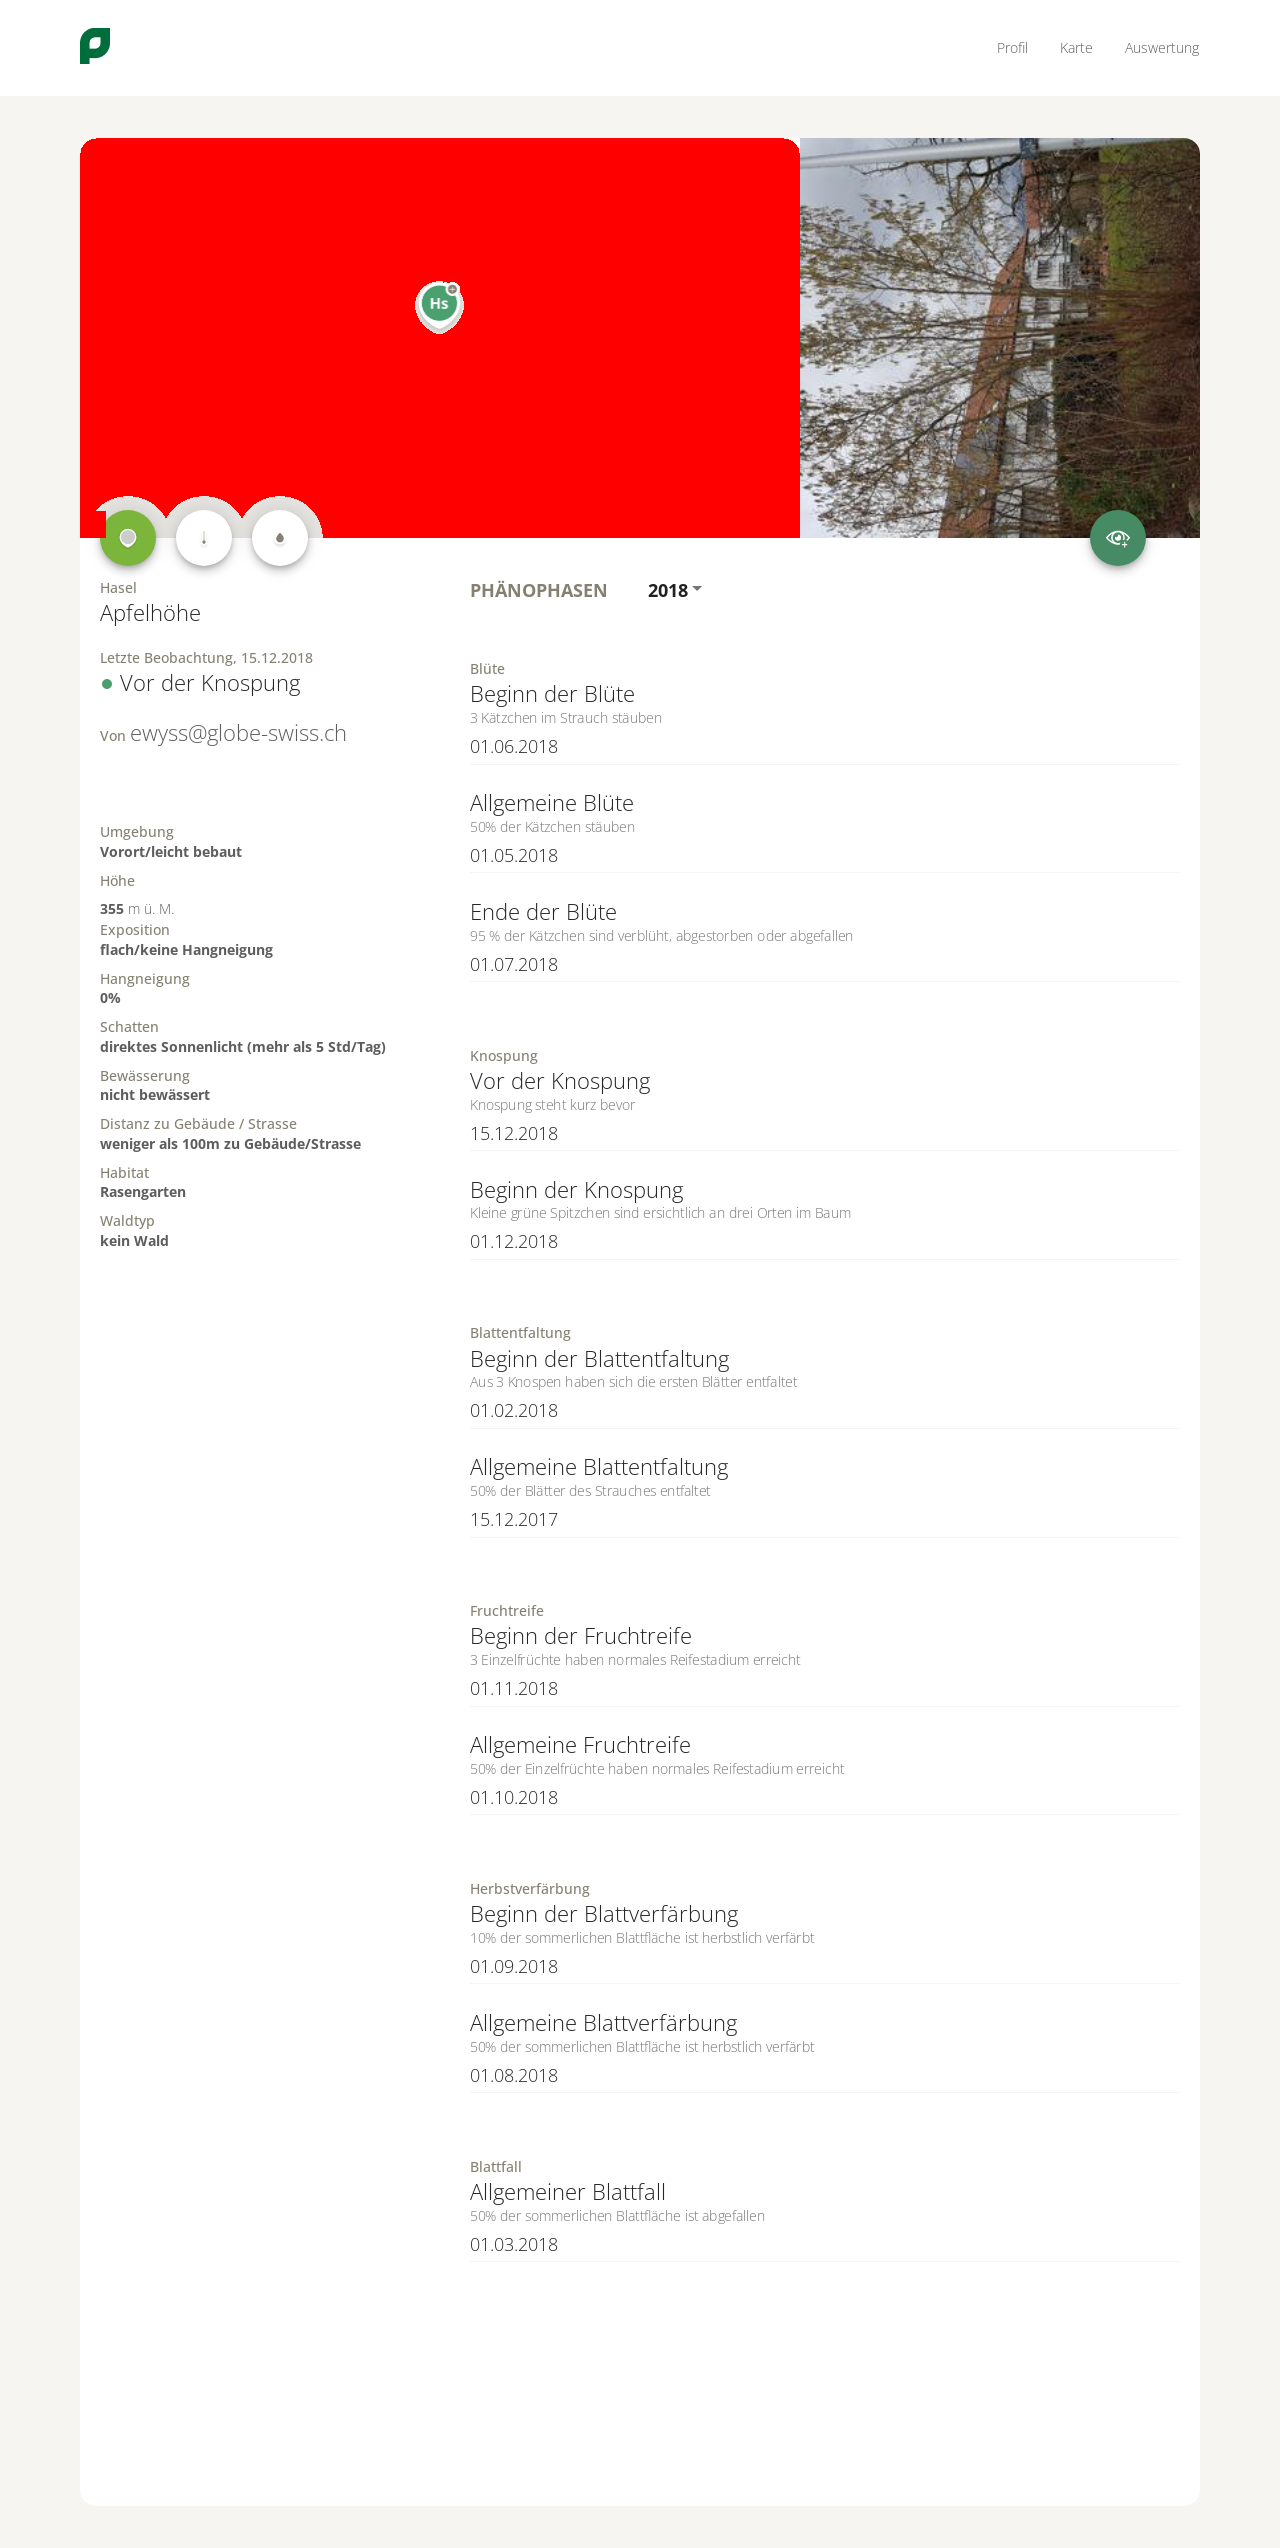 Profil
Karte
Auswertung
Hs
Hasel
Apfelhöhe
Letzte Beobachtung, 15.12.2018
Vor der Knospung
Von ewyss@globe-swiss.ch
Umgebung
Vorort/leicht bebaut
Höhe
355 m ü. M.
Exposition
flach/keine Hangneigung
Hangneigung
0%
Schatten
direktes Sonnenlicht (mehr als 5 Std/Tag)
Bewässerung
nicht bewässert
Distanz zu Gebäude / Strasse
weniger als 100m zu Gebäude/Strasse
Habitat
Rasengarten
Waldtyp
kein Wald
PHÄNOPHASEN 2018
Blüte
Beginn der Blüte
3 Kätzchen im Strauch stäuben
01.06.2018
Allgemeine Blüte
50% der Kätzchen stäuben
01.05.2018
Ende der Blüte
95 % der Kätzchen sind verblüht, abgestorben oder abgefallen
01.07.2018
Knospung
Vor der Knospung
Knospung steht kurz bevor
15.12.2018
Beginn der Knospung
Kleine grüne Spitzchen sind ersichtlich an drei Orten im Baum
01.12.2018
Blattentfaltung
Beginn der Blattentfaltung
Aus 3 Knospen haben sich die ersten Blätter entfaltet
01.02.2018
Allgemeine Blattentfaltung
50% der Blätter des Strauches entfaltet
15.12.2017
Fruchtreife
Beginn der Fruchtreife
3 Einzelfrüchte haben normales Reifestadium erreicht
01.11.2018
Allgemeine Fruchtreife
50% der Einzelfrüchte haben normales Reifestadium erreicht
01.10.2018
Herbstverfärbung
Beginn der Blattverfärbung
10% der sommerlichen Blattfläche ist herbstlich verfärbt
01.09.2018
Allgemeine Blattverfärbung
50% der sommerlichen Blattfläche ist herbstlich verfärbt
01.08.2018
Blattfall
Allgemeiner Blattfall
50% der sommerlichen Blattfläche ist abgefallen
01.03.2018